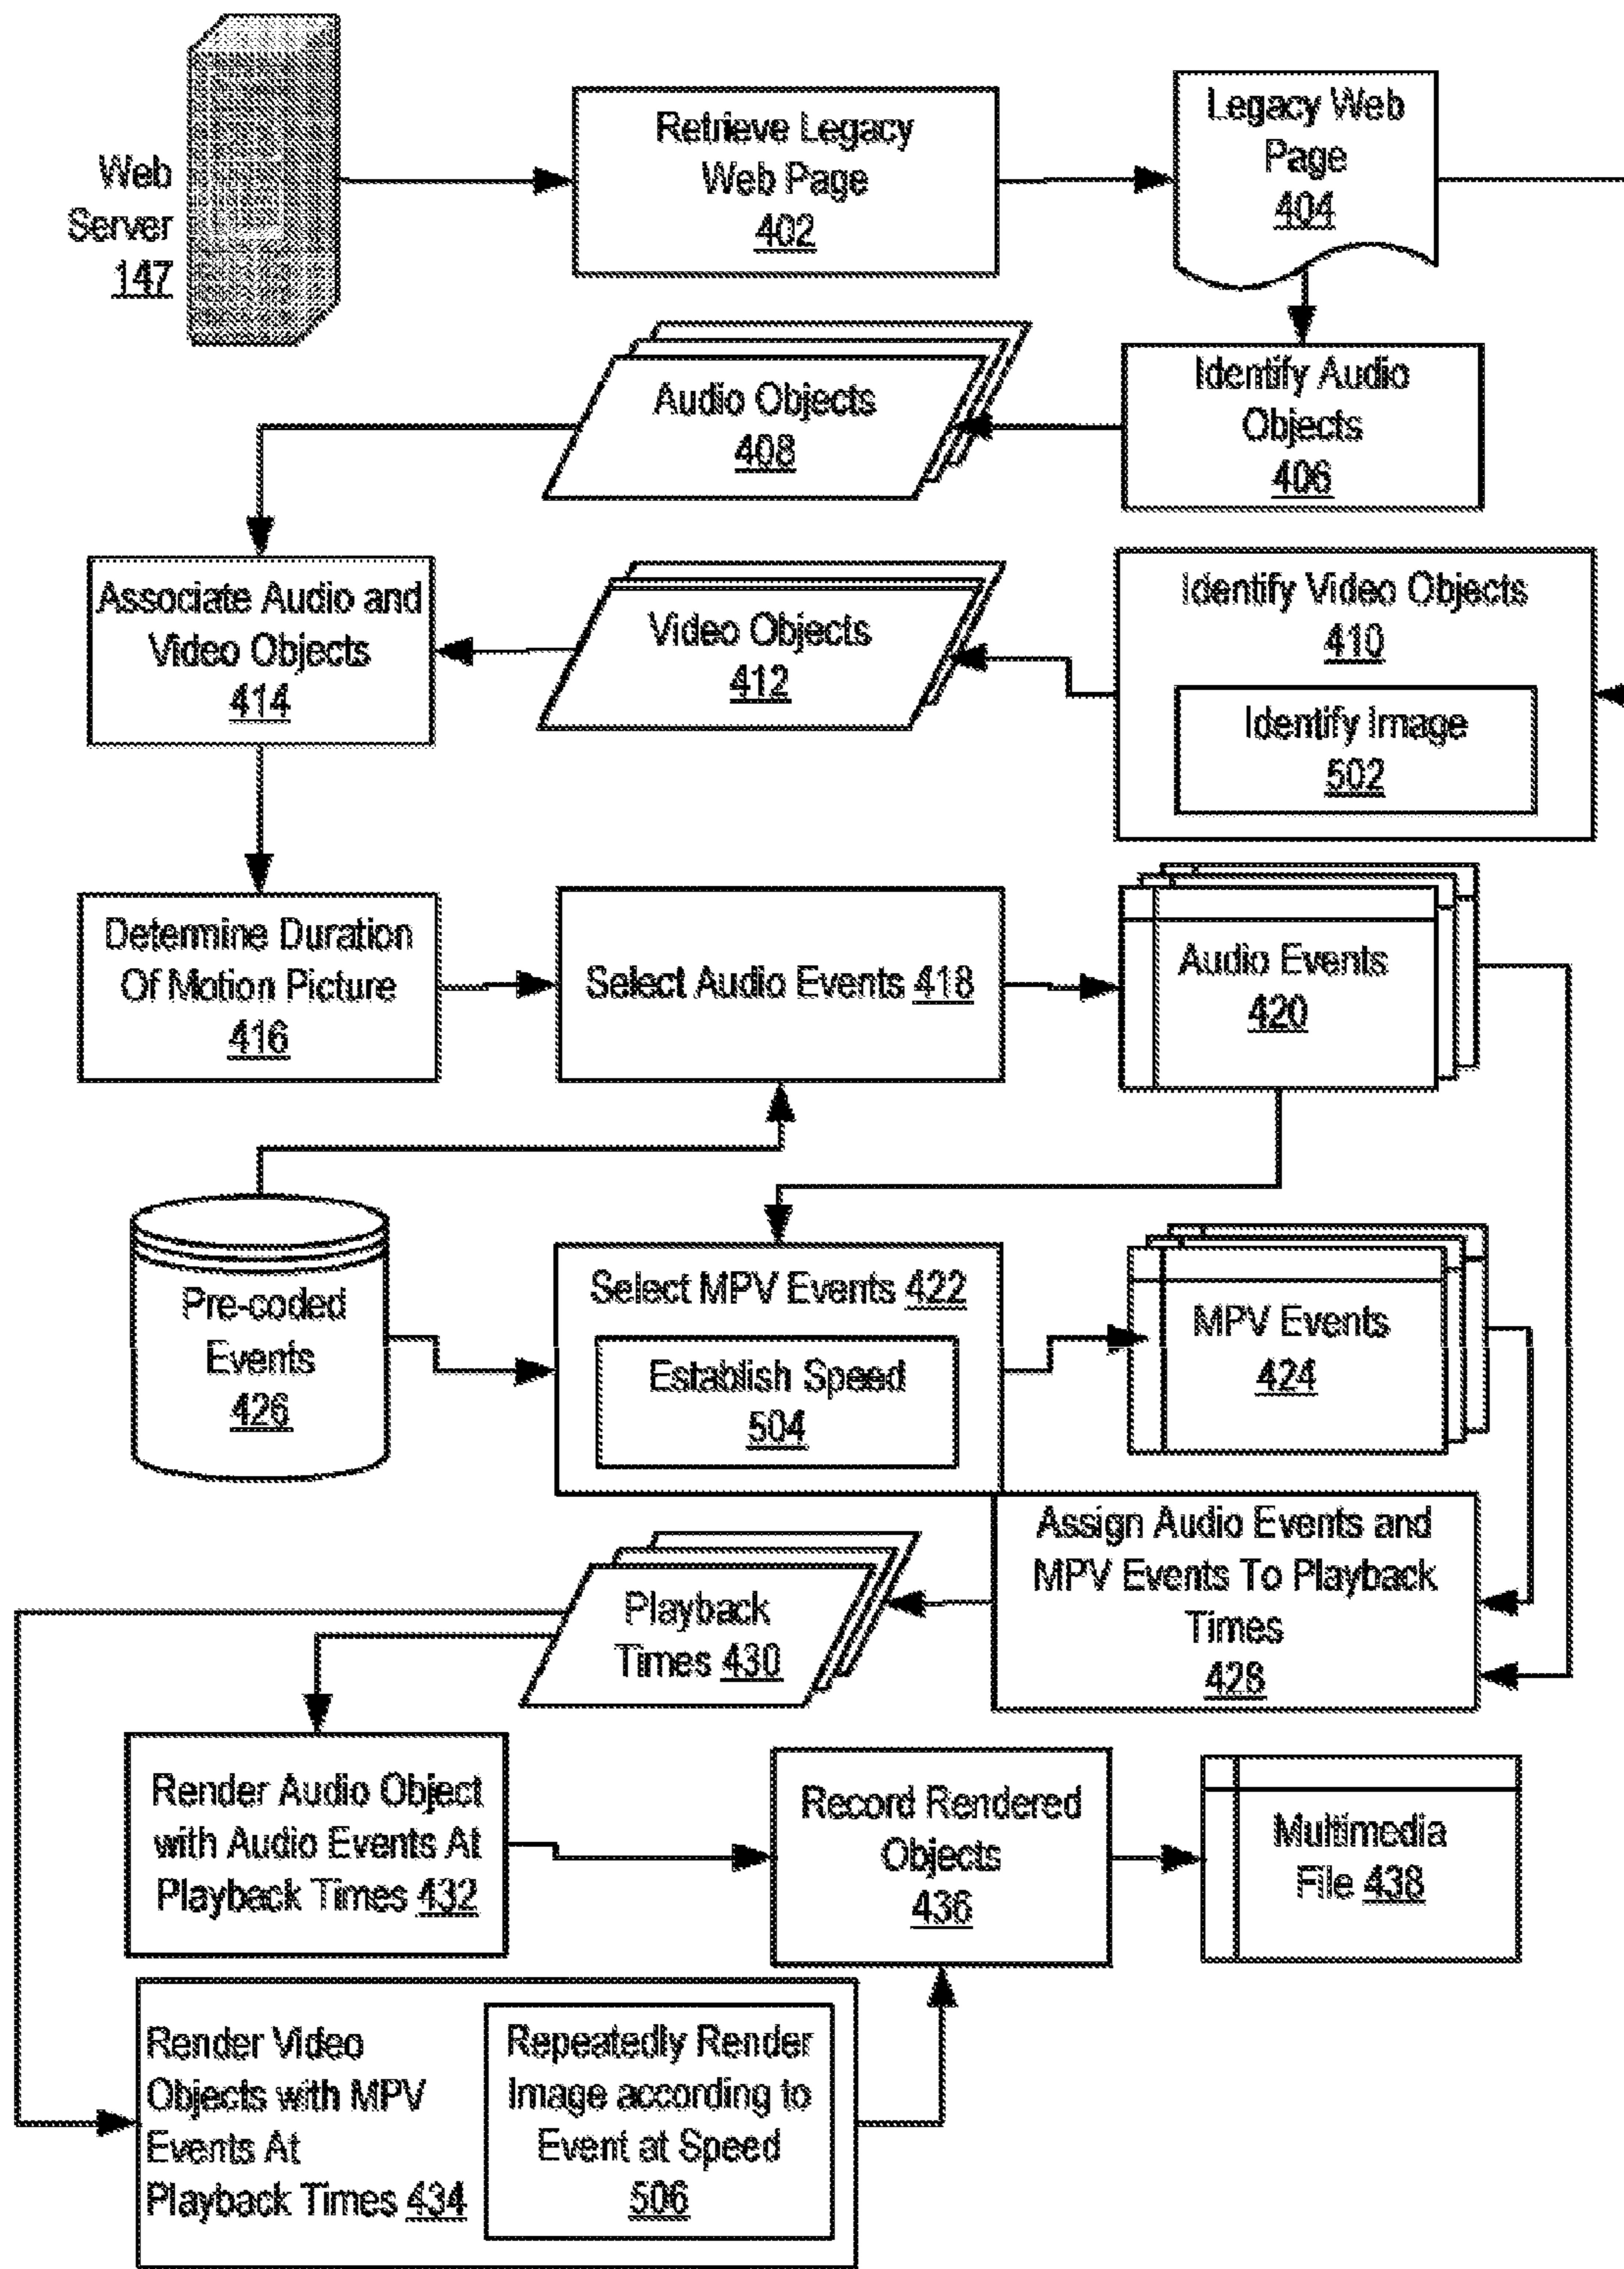 Web
Server
147
Retrieve Legacy
Web Page
402
Legacy Web
Page
404
Audio Objects
408
Identify Audio
Objects
406
Associate Audio and
Video Objects
414
Video Objects
412
Identify Video Objects
410
Identify Image
502
Determine Duration
Of Motion Picture
416
Select Audio Events 418
Audio Events
420
Pre-coded
Events
426
Select MPV Events 422
Establish Speed
504
MPV Events
424
Assign Audio Events and
MPV Events To Playback
Times
428
Playback
Times 430
Render Audio Object
with Audio Events At
Playback Times 432
Record Rendered
Objects
436
Multimedia
File 438
Render Video
Objects with MPV
Events At
Playback Times 434
Repeatedly Render
Image according to
Event at Speed
506